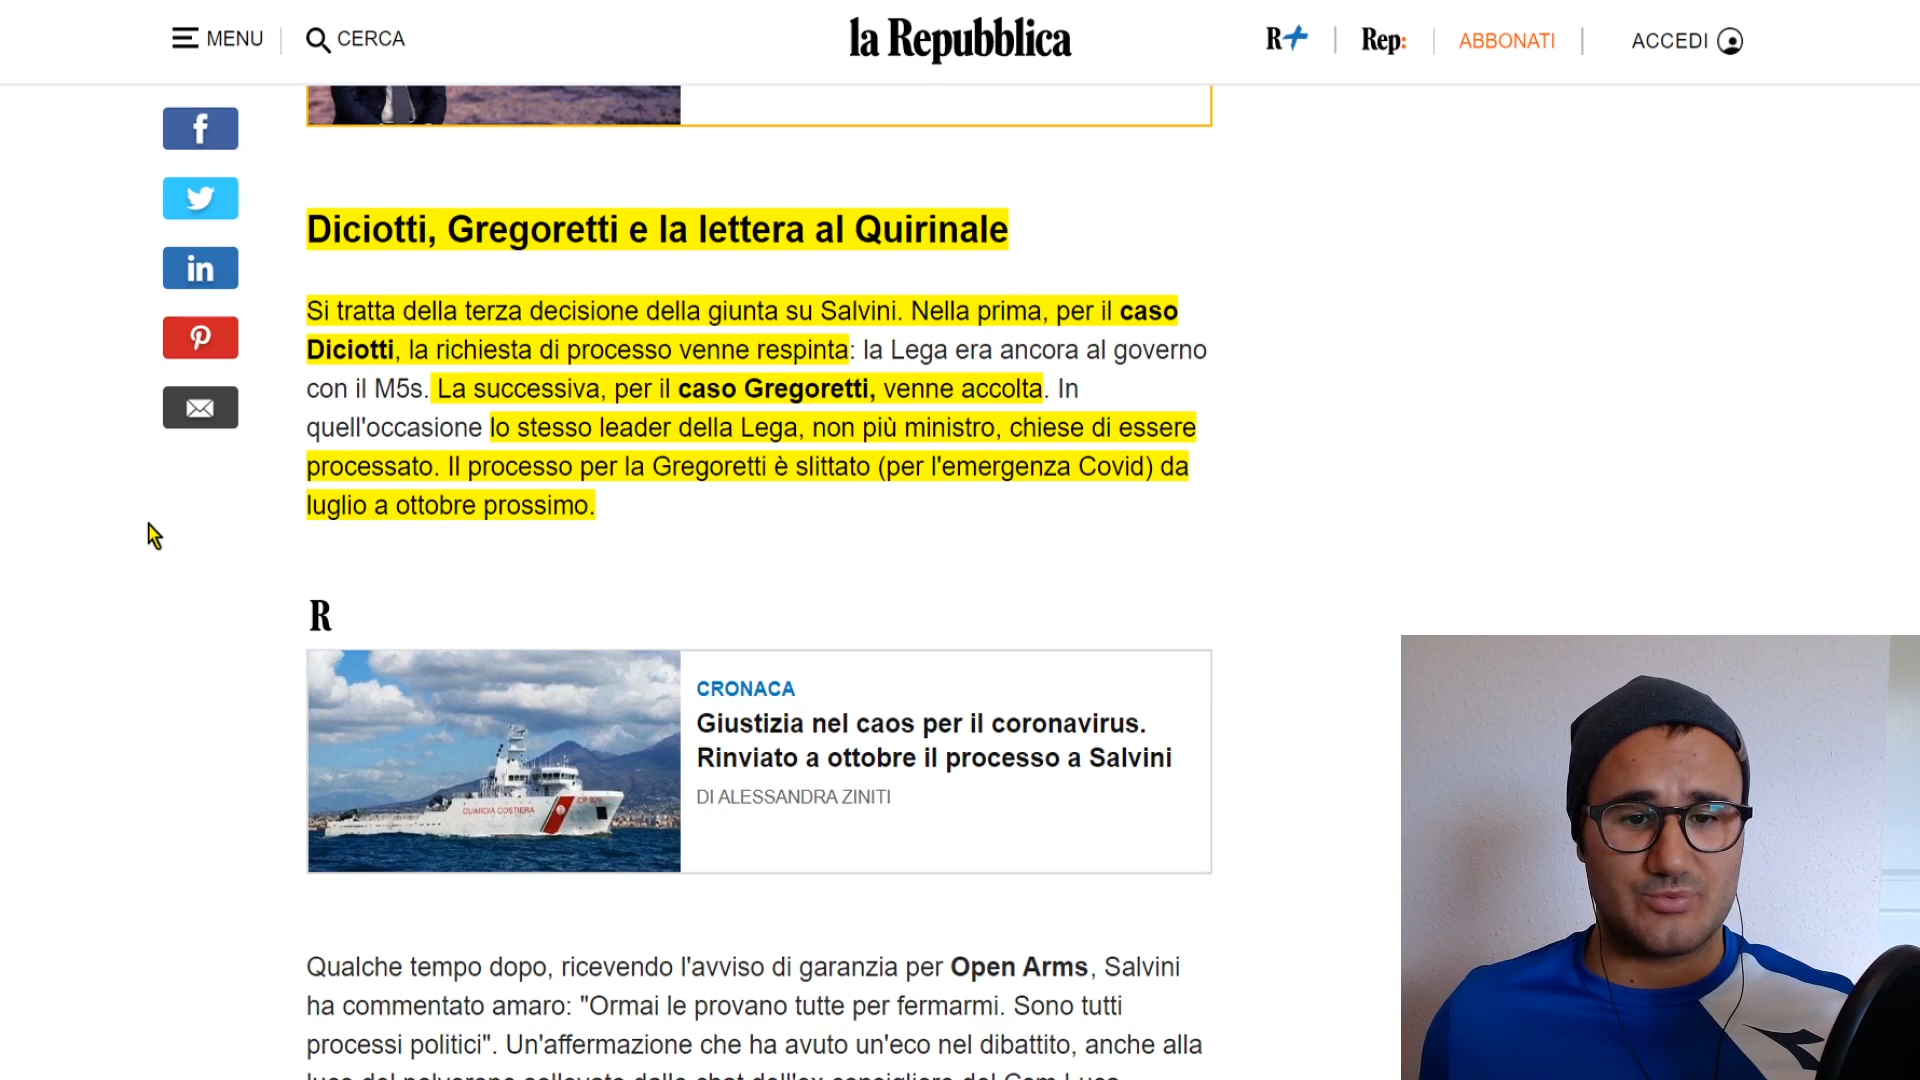 MENU
CERCA
la Repubblica
R+
Rep:
ABBONATI
ACCEDI
f
in
Diciotti, Gregoretti e la lettera al Quirinale
Si tratta della terza decisione della giunta su Salvini. Nella prima, per il caso
Diciotti, la richiesta di processo venne respinta: la Lega era ancora al governo
con il M5s. La successiva, per il caso Gregoretti, venne accolta. In
quell'occasione lo stesso leader della Lega, non più ministro, chiese di essere
processato. Il processo per la Gregoretti è slittato (per l'emergenza Covid) da
luglio a ottobre prossimo.
R
GUARDIA COSTIERA
CRONACA
Giustizia nel caos per il coronavirus.
Rinviato a ottobre il processo a Salvini
DI ALESSANDRA ZINITI
Qualche tempo dopo, ricevendo l'avviso di garanzia per Open Arms, Salvini
ha commentato amaro: "Ormai le provano tutte per fermarmi. Sono tutti
processi politici". Un'affermazione che ha avuto un'eco nel dibattito, anche alla